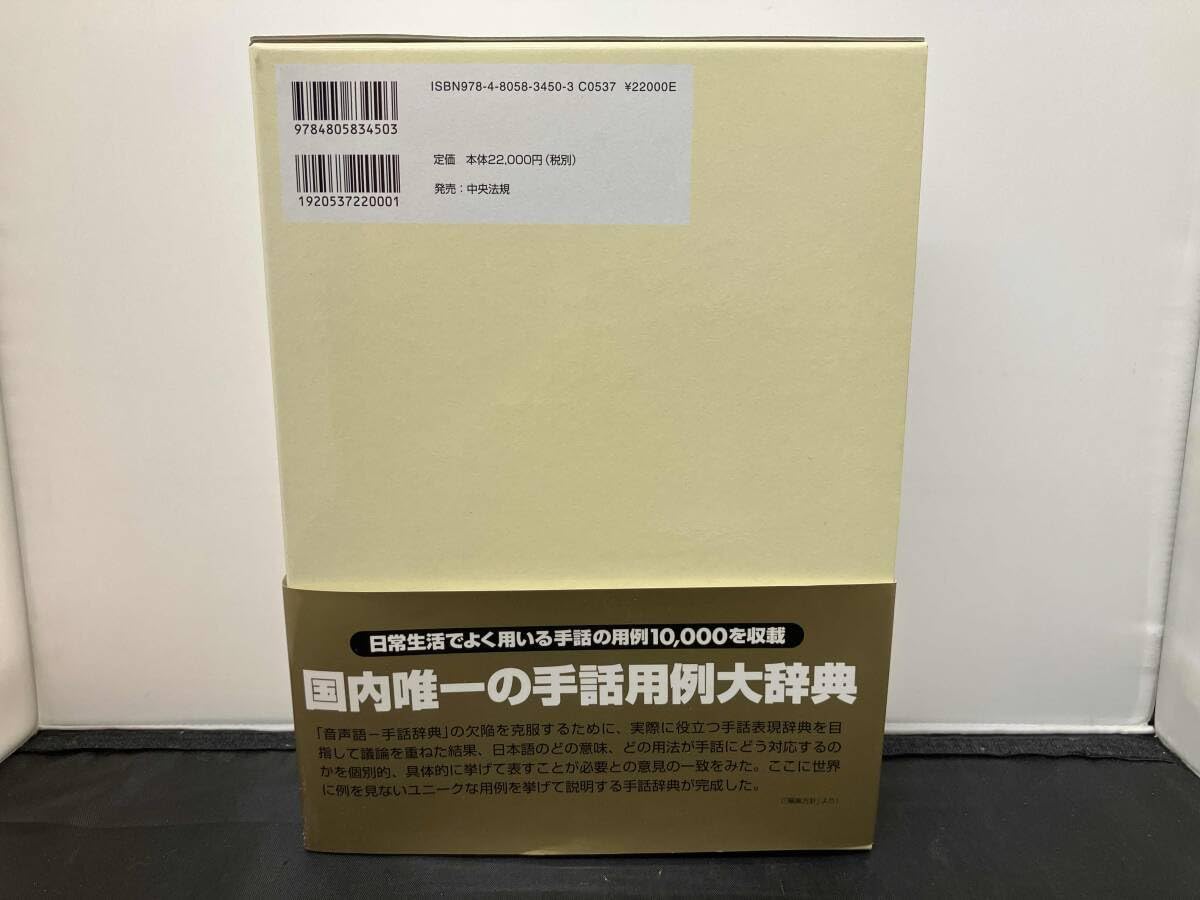 ISBN978-4-8058-3450-3 C0537 ¥22000E
9784805834503
定価 本体22,000円(税別)
1920537220001
発売:中央法規
日常生活でよく用いる手話の用例10,000を収載
国内唯一の手話用例大辞典
「音声語-手話辞典」の欠陥を克服するために、実際に役立つ手話表現辞典を目
指して議論を重ねた結果、日本語のどの意味、どの用法が手話にどう対応するの
かを個別的、具体的に挙げて表すことが必要との意見の一致をみた。ここに世界
に例を見ないユニークな用例を挙げて説明する手話辞典が完成した。
(「編集方針」より)